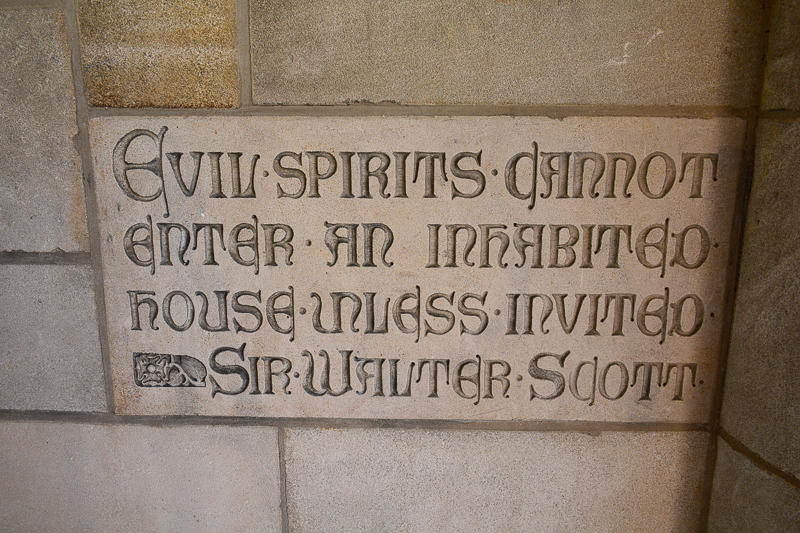 EVIL·SPIRITS·CANNOT
ENTER·AN INHABITED·
HOUSE·UNLESS·INVITED·
SIR·WALTER·SCOTT·